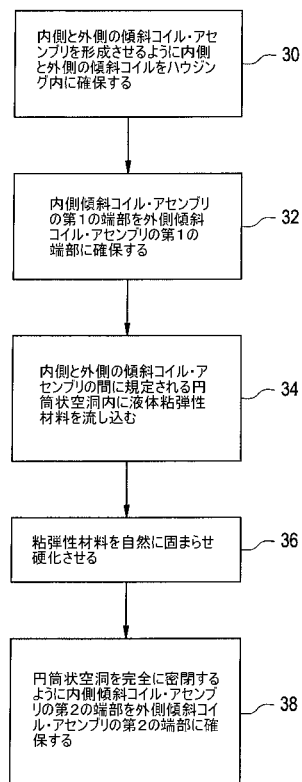 内側と外側の傾斜コイル・アセ
ンブリを形成させるように内側
と外側の傾斜コイルをハウジン
グ内に確保する
30
内側傾斜コイル・アセンブリ
の第1の端部を外側傾斜
コイル・アセンブリの第1の
端部に確保する
32
内側と外側の傾斜コイル・ア
センブリの間に規定される円
筒状空洞内に液体粘弾性
材料を流し込む
34
粘弾性材料を自然に固まらせ
硬化させる
36
円筒状空洞を完全に密閉する
ように内側傾斜コイル・アセンブ
リの第2の端部を外側傾斜コイ
ル・アセンブリの第2の端部に確
保する
38